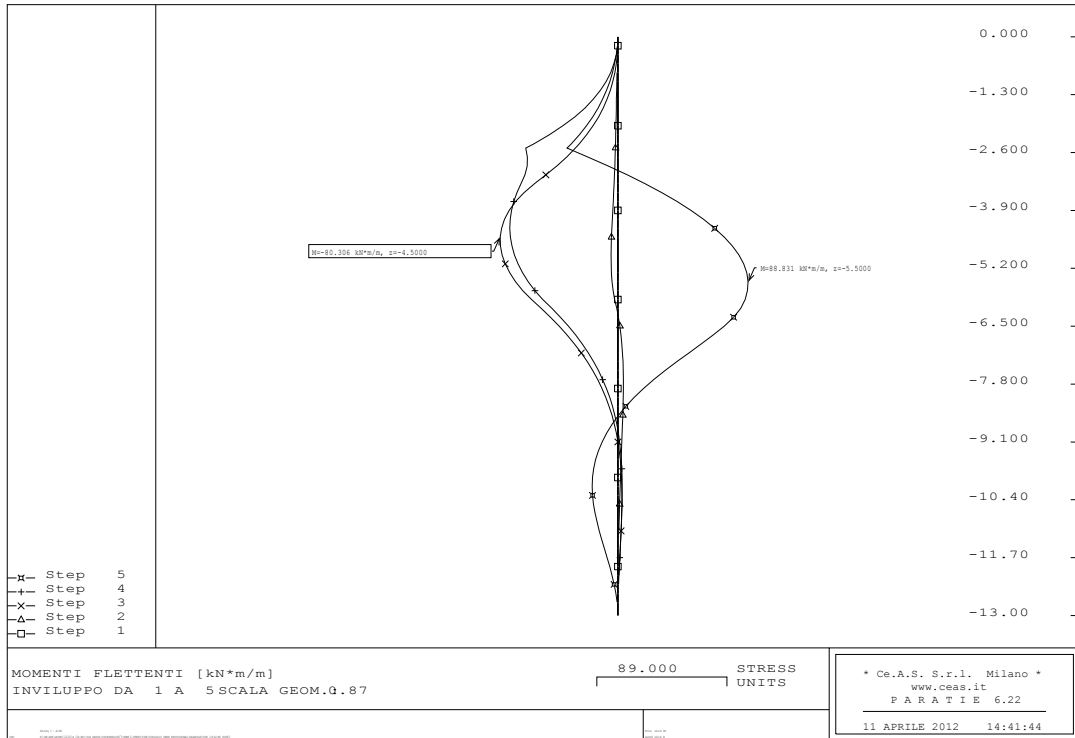 0.000
-1.300
-2.600
-3.900
-5.200
-6.500
-7.800
-9.100
-10.40
-11.70
-13.00
M=-80.306 kN*m/m, z=-4.5000
M=88.831 kN*m/m, z=-5.5000
Step 5
Step 4
Step 3
Step 2
Step 1
MOMENTI FLETTENTI [kN*m/m]
INVILUPPO DA 1 A 5 SCALA GEOM.
89.000 STRESS
UNITS
* Ce.A.S. S.r.l. Milano *
www.ceas.it
P A R A T I E 6.22
11 APRILE 2012 14:41:44